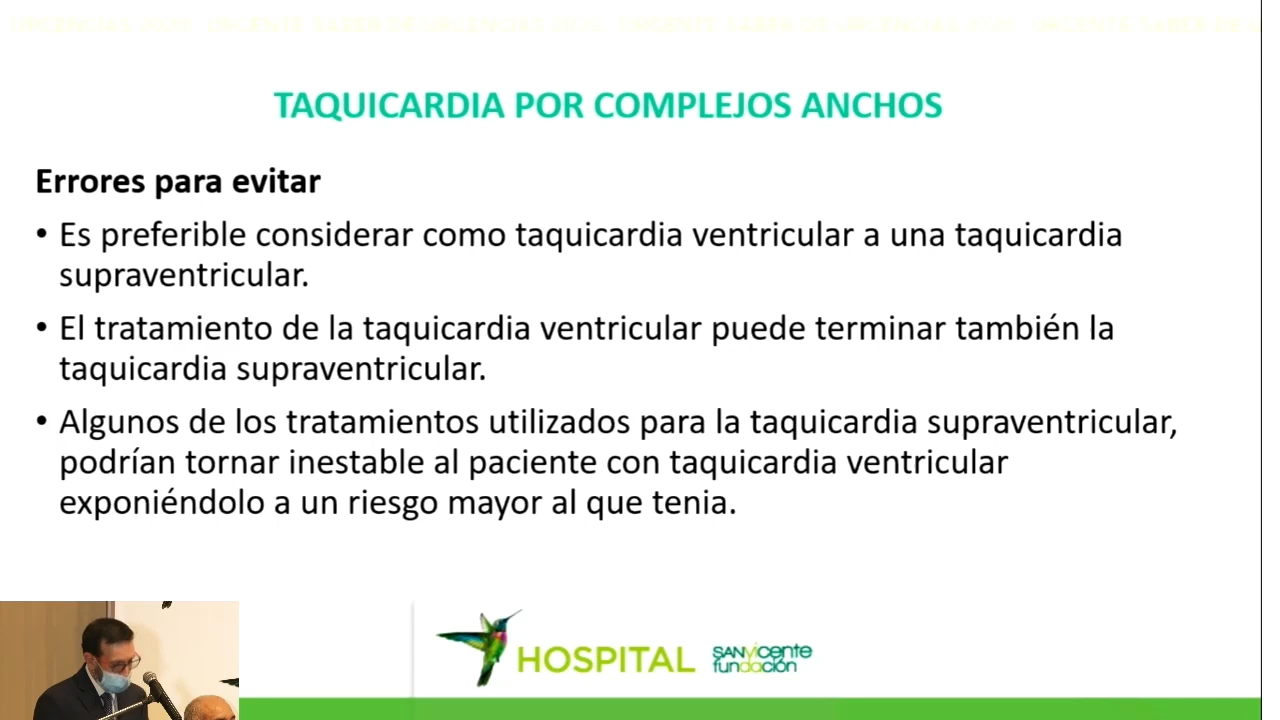 TAQUICARDIA POR COMPLEJOS ANCHOS
Errores para evitar
• Es preferible considerar como taquicardia ventricular a una taquicardia
supraventricular.
• El tratamiento de la taquicardia ventricular puede terminar también la
taquicardia supraventricular.
• Algunos de los tratamientos utilizados para la taquicardia supraventricular,
podrían tornar inestable al paciente con taquicardia ventricular
exponiéndolo a un riesgo mayor al que tenia.
HOSPITAL
SANVicente
fundación